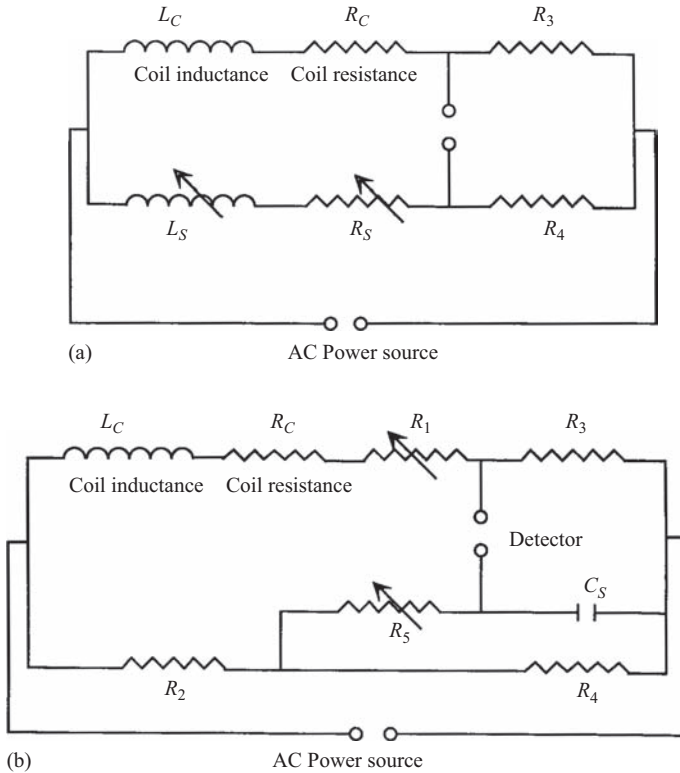 L_C R_C R_3
Coil inductance Coil resistance
L_S R_S R_4
(a) AC Power source
L_C R_C R_1 R_3
Coil inductance Coil resistance
Detector
C_S
R_5
R_2 R_4
(b) AC Power source